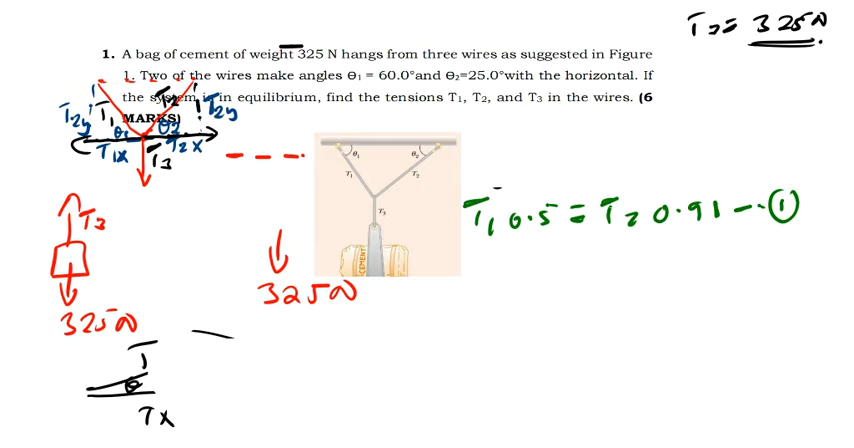 T₃ = 325N
1. A bag of cement of weight 325 N hangs from three wires as suggested in Figure
1. Two of the wires make angles Θ₁ = 60.0°and Θ₂=25.0°with the horizontal. If
the system is in equilibrium, find the tensions T₁, T₂, and T₃ in the wires. (6
MARKS)
T2y T₁ T₂ T2y
θ₁ θ2
T1x T₃ T2x
θ₁ θ₂
T₁ T₂
T₃
CEMENT
T₁ 0.5 = T₂ 0.91 --- ①
T3
325N
325N
T
θ
Tx